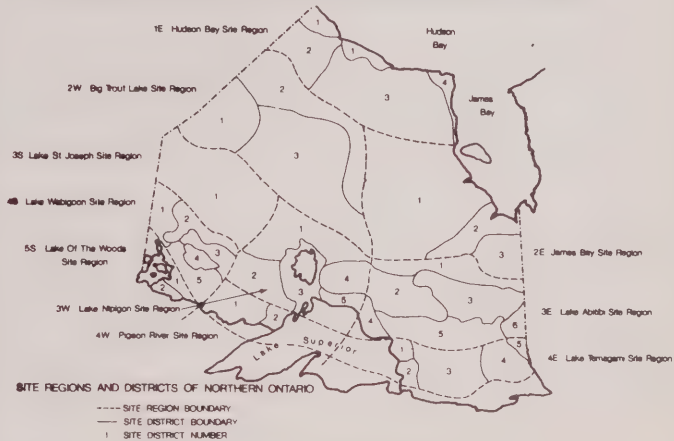 1E Hudson Bay Site Region
Hudson
Bay
2W Big Trout Lake Site Region
James
Bay
3S Lake St Joseph Site Region
4S Lake Wabigoon Site Region
5S Lake Of The Woods
Site Region
2E James Bay Site Region
3W Lake Nipigon Site Region
3E Lake Abitibi Site Region
4W Pigeon River Site Region
4E Lake Temagami Site Region
Lake Superior
1
2
1
4
2
3
1
3
1
1
1
2
2
3
4
5
1
2
1
2
1
3
4
5
4
2
1
3
2
3
5
6
5
4
1
2
3
SITE REGIONS AND DISTRICTS OF NORTHERN ONTARIO
SITE REGION BOUNDARY
SITE DISTRICT BOUNDARY
1 SITE DISTRICT NUMBER